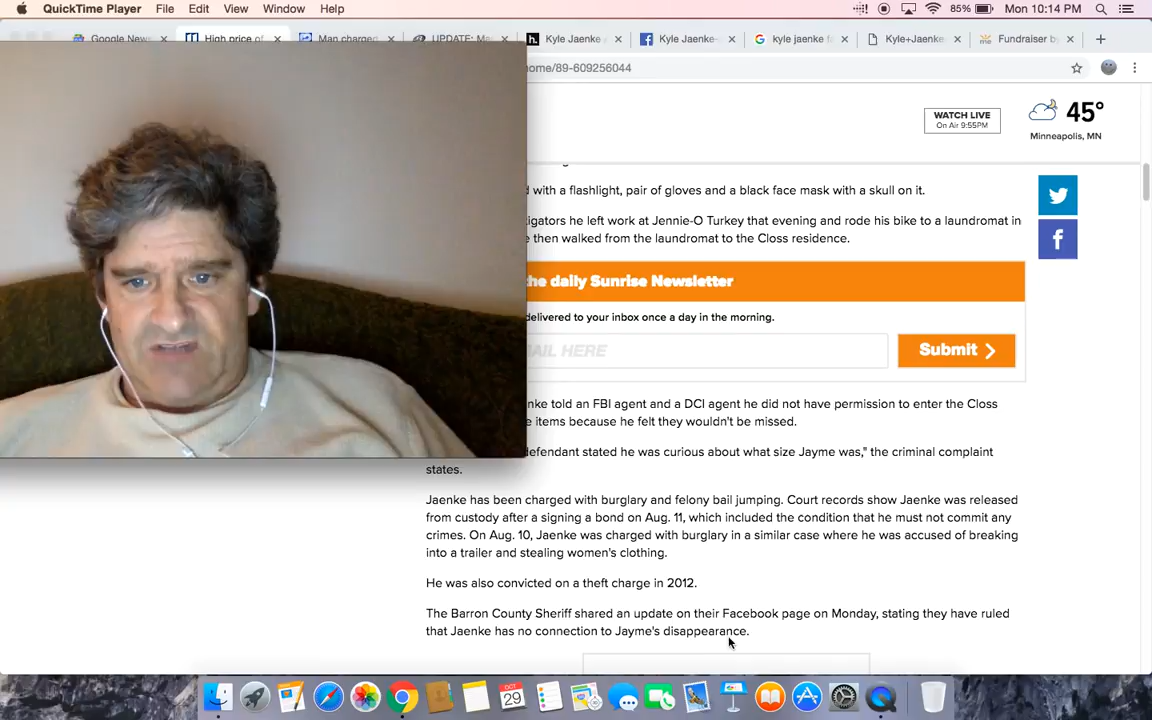 QuickTime Player File Edit View Window Help 85% Mon 10:14 PM
Google News High price of Man charged UPDATE: Ma Kyle Jaenke Kyle Jaenke- kyle jaenke f Kyle+Jaenke Fundraiser by
ome/89-609256044
WATCH LIVE
On Air 9:55PM
45°
Minneapolis, MN
with a flashlight, pair of gloves and a black face mask with a skull on it.
tigators he left work at Jennie-O Turkey that evening and rode his bike to a laundromat in
e then walked from the laundromat to the Closs residence.
the daily Sunrise Newsletter
delivered to your inbox once a day in the morning.
AIL HERE
Submit
nke told an FBI agent and a DCI agent he did not have permission to enter the Closs
e items because he felt they wouldn't be missed.
efendant stated he was curious about what size Jayme was," the criminal complaint
states.
Jaenke has been charged with burglary and felony bail jumping. Court records show Jaenke was released
from custody after a signing a bond on Aug. 11, which included the condition that he must not commit any
crimes. On Aug. 10, Jaenke was charged with burglary in a similar case where he was accused of breaking
into a trailer and stealing women's clothing.
He was also convicted on a theft charge in 2012.
The Barron County Sheriff shared an update on their Facebook page on Monday, stating they have ruled
that Jaenke has no connection to Jayme's disappearance.
OCT
29